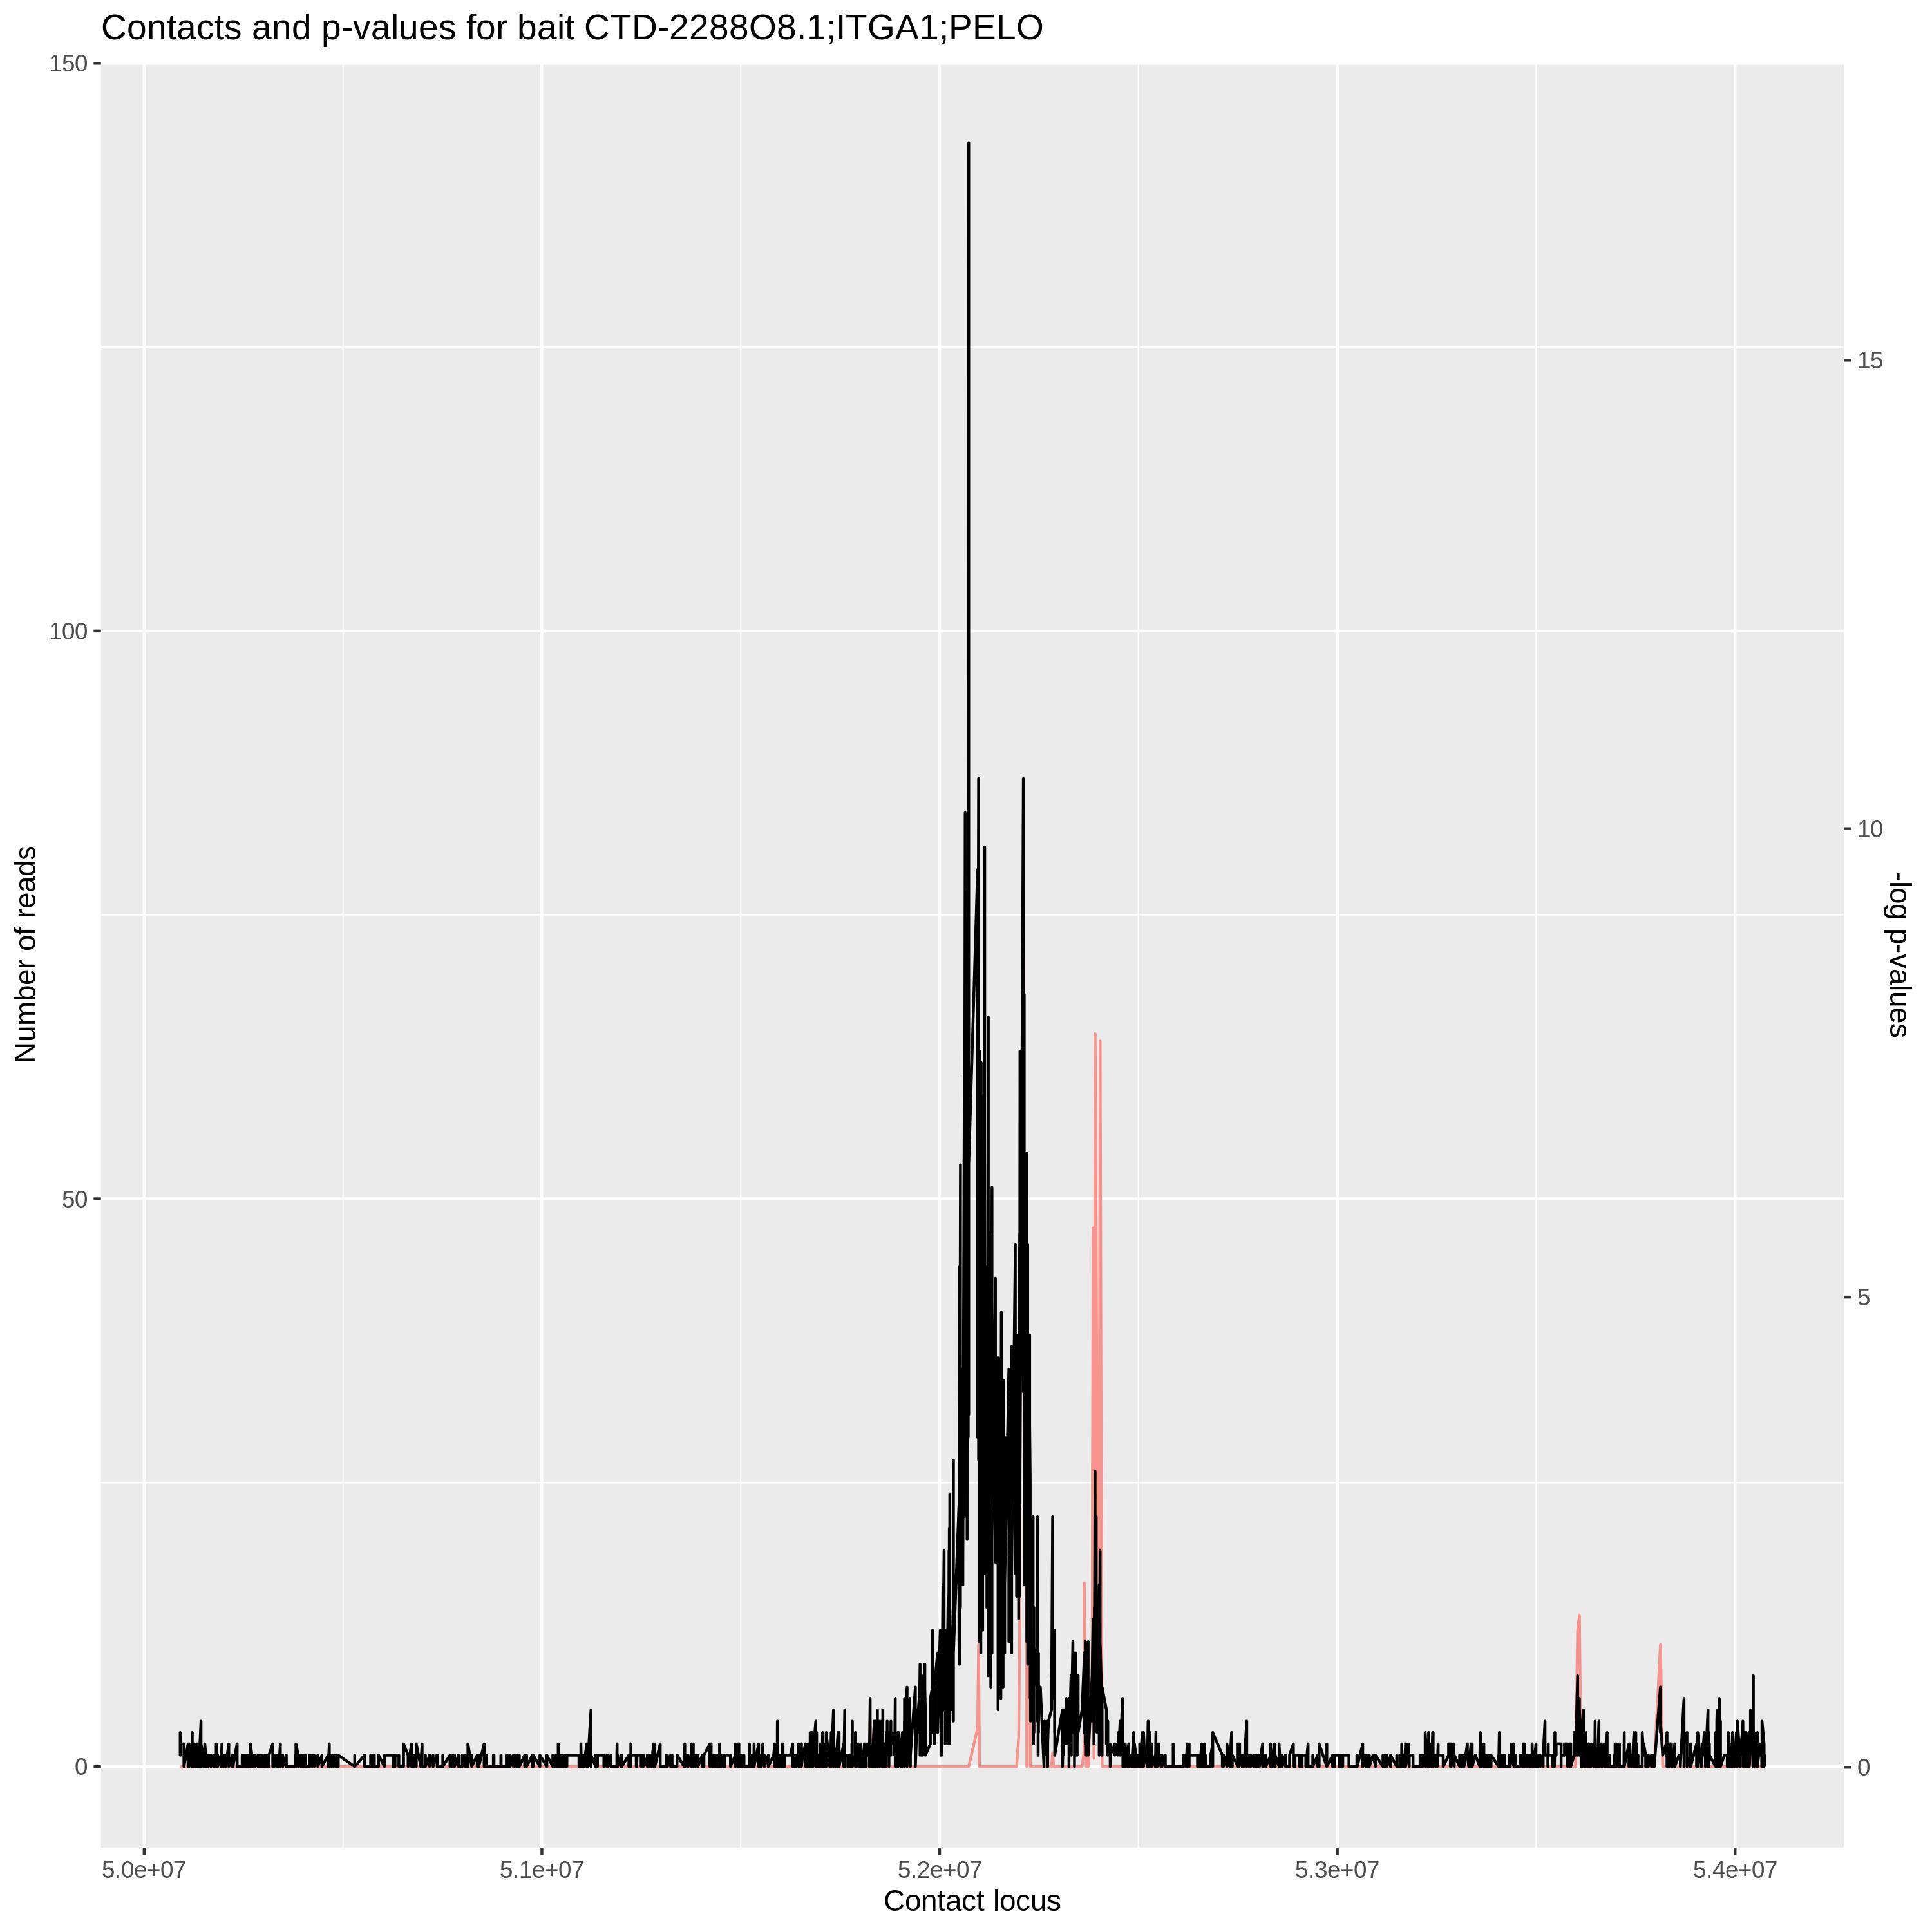 Contacts and p-values for bait CTD-2288O8.1;ITGA1;PELO
150
100
50
0
Number of reads
15
10
5
0
-log p-values
5.0e+07
5.1e+07
5.2e+07
5.3e+07
5.4e+07
Contact locus